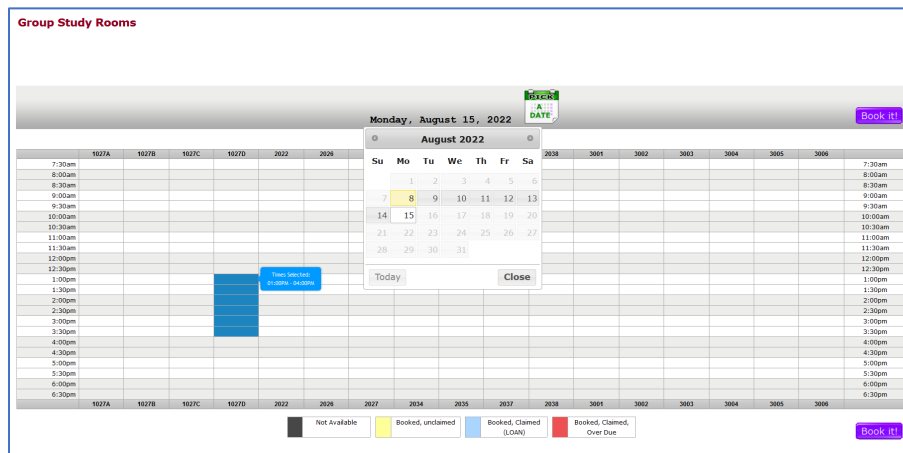 Group Study Rooms
PICK
A
DATE
Monday, August 15, 2022
Book it!
August 2022
Su Mo Tu We Th Fr Sa
1 2 3 4 5 6
7 8 9 10 11 12 13
14 15 16 17 18 19 20
21 22 23 24 25 26 27
28 29 30 31
Today Close
1027A 1027B 1027C 1027D 2022 2026 2038 3001 3002 3003 3004 3005 3006
7:30am 7:30am
8:00am 8:00am
8:30am 8:30am
9:00am 9:00am
9:30am 9:30am
10:00am 10:00am
10:30am 10:30am
11:00am 11:00am
11:30am 11:30am
12:00pm 12:00pm
12:30pm 12:30pm
1:00pm Times Selected: 1:00pm
1:30pm 01:00PM - 04:00PM 1:30pm
2:00pm 2:00pm
2:30pm 2:30pm
3:00pm 3:00pm
3:30pm 3:30pm
4:00pm 4:00pm
4:30pm 4:30pm
5:00pm 5:00pm
5:30pm 5:30pm
6:00pm 6:00pm
6:30pm 6:30pm
1027A 1027B 1027C 1027D 2022 2026 2027 2034 2035 2037 2038 3001 3002 3003 3004 3005 3006
Not Available
Booked, unclaimed
Booked, Claimed
(LOAN)
Booked, Claimed,
Over Due
Book it!